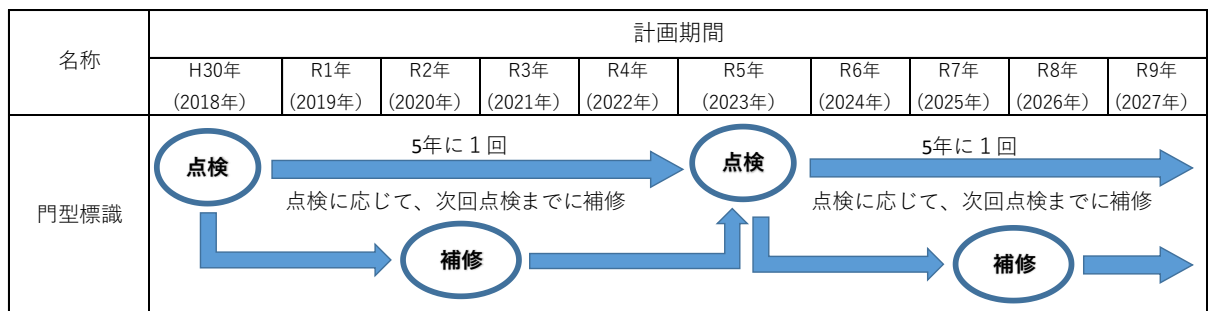 名称
計画期間
H30年 R1年 R2年 R3年 R4年 R5年 R6年 R7年 R8年 R9年
(2018年) (2019年) (2020年) (2021年) (2022年) (2023年) (2024年) (2025年) (2026年) (2027年)
門型標識
点検 5年に１回 点検 5年に１回
点検に応じて、次回点検までに補修 点検に応じて、次回点検までに補修
補修 補修